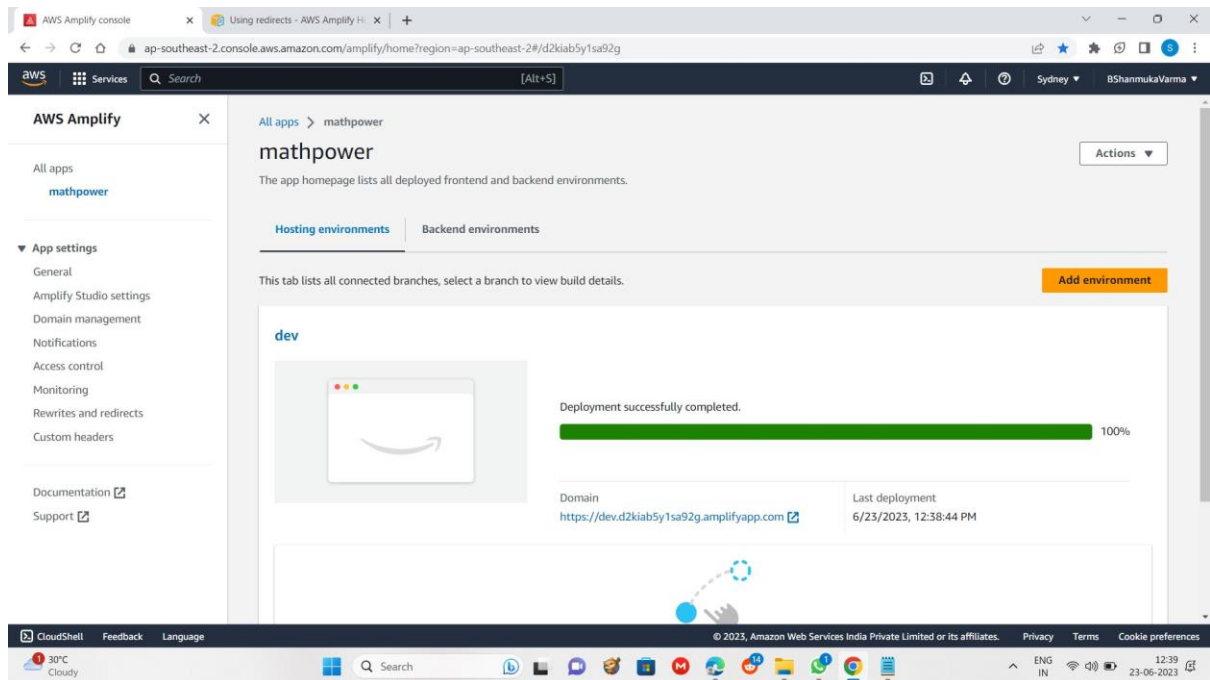 AWS Amplify console
Using redirects - AWS Amplify H
ap-southeast-2.console.aws.amazon.com/amplify/home?region=ap-southeast-2#/d2kiab5y1sa92g
S
aws Services Search [Alt+S] Sydney BShanmukaVarma
AWS Amplify
All apps
mathpower
App settings
General
Amplify Studio settings
Domain management
Notifications
Access control
Monitoring
Rewrites and redirects
Custom headers
Documentation
Support
All apps > mathpower
mathpower
Actions
The app homepage lists all deployed frontend and backend environments.
Hosting environments Backend environments
This tab lists all connected branches, select a branch to view build details.
Add environment
dev
Deployment successfully completed.
100%
Domain
https://dev.d2kiab5y1sa92g.amplifyapp.com
Last deployment
6/23/2023, 12:38:44 PM
CloudShell Feedback Language © 2023, Amazon Web Services India Private Limited or its affiliates. Privacy Terms Cookie preferences
1
30°C
Cloudy
Search
ENG
IN
12:39
23-06-2023